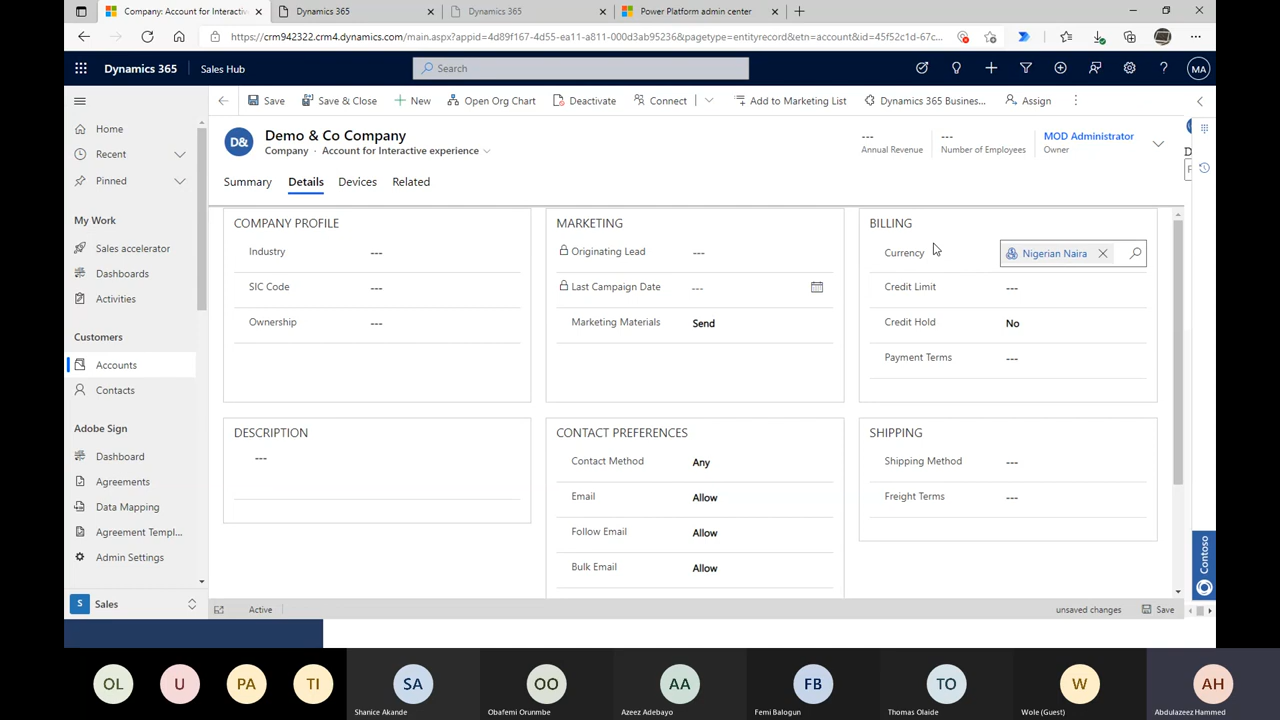 Company: Account for Interactiv
Dynamics 365
Dynamics 365
Power Platform admin center
https://crm942322.crm4.dynamics.com/main.aspx?appid=4d89f167-4d55-ea11-a811-000d3ab95236&pagetype=entityrecord&etn=account&id=45f52c1d-67c...
Dynamics 365
Sales Hub
Search
MA
Save
Save & Close
New
Open Org Chart
Deactivate
Connect
Add to Marketing List
Dynamics 365 Busines...
Assign
Home
Recent
Pinned
My Work
Sales accelerator
Dashboards
Activities
Customers
Accounts
Contacts
Adobe Sign
Dashboard
Agreements
Data Mapping
Agreement Templ...
Admin Settings
S
Sales
D&
Demo & Co Company
Company · Account for Interactive experience
---
Annual Revenue
---
Number of Employees
MOD Administrator
Owner
Summary
Details
Devices
Related
COMPANY PROFILE
Industry ---
SIC Code ---
Ownership ---
MARKETING
Originating Lead ---
Last Campaign Date ---
Marketing Materials Send
BILLING
Currency Nigerian Naira
Credit Limit ---
Credit Hold No
Payment Terms ---
DESCRIPTION
---
CONTACT PREFERENCES
Contact Method Any
Email Allow
Follow Email Allow
Bulk Email Allow
SHIPPING
Shipping Method ---
Freight Terms ---
Contoso
Active
unsaved changes
Save
OL
U
PA
TI
SA
Shanice Akande
OO
Obafemi Orunmbe
AA
Azeez Adebayo
FB
Femi Balogun
TO
Thomas Olaide
W
Wole (Guest)
AH
Abdulazeez Hammed